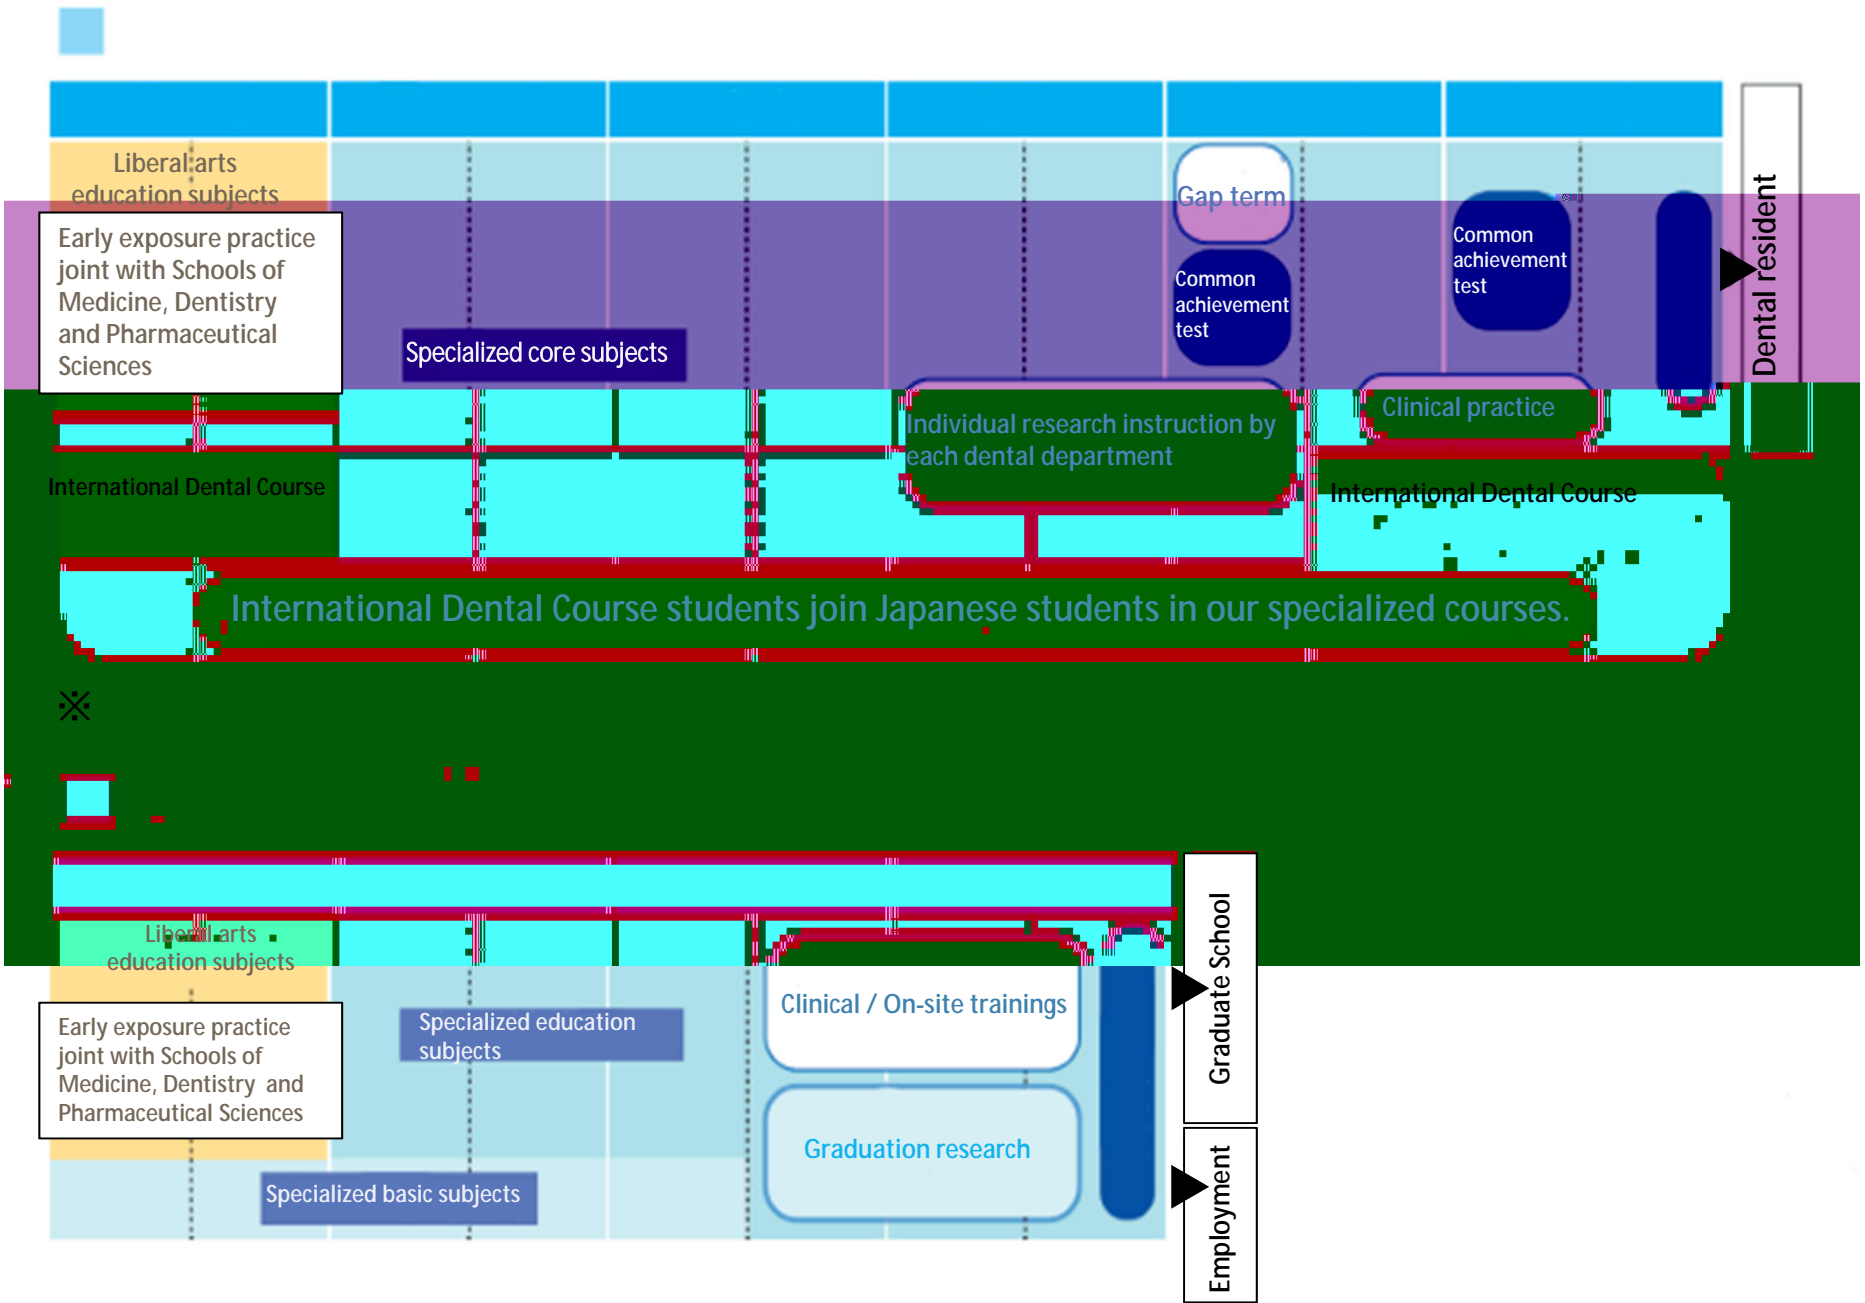 Liberal arts
education subjects
Early exposure practice
joint with Schools of
Medicine, Dentistry
and Pharmaceutical
Sciences
Specialized core subjects
Gap term
Common
achievement
test
Common
achievement
test
Dental resident
Individual research instruction by
each dental department
Clinical practice
International Dental Course
International Dental Course
International Dental Course students join Japanese students in our specialized courses.
※
Liberal arts
education subjects
Early exposure practice
joint with Schools of
Medicine, Dentistry and
Pharmaceutical Sciences
Specialized education
subjects
Specialized basic subjects
Clinical / On-site trainings
Graduation research
Graduate School
Employment